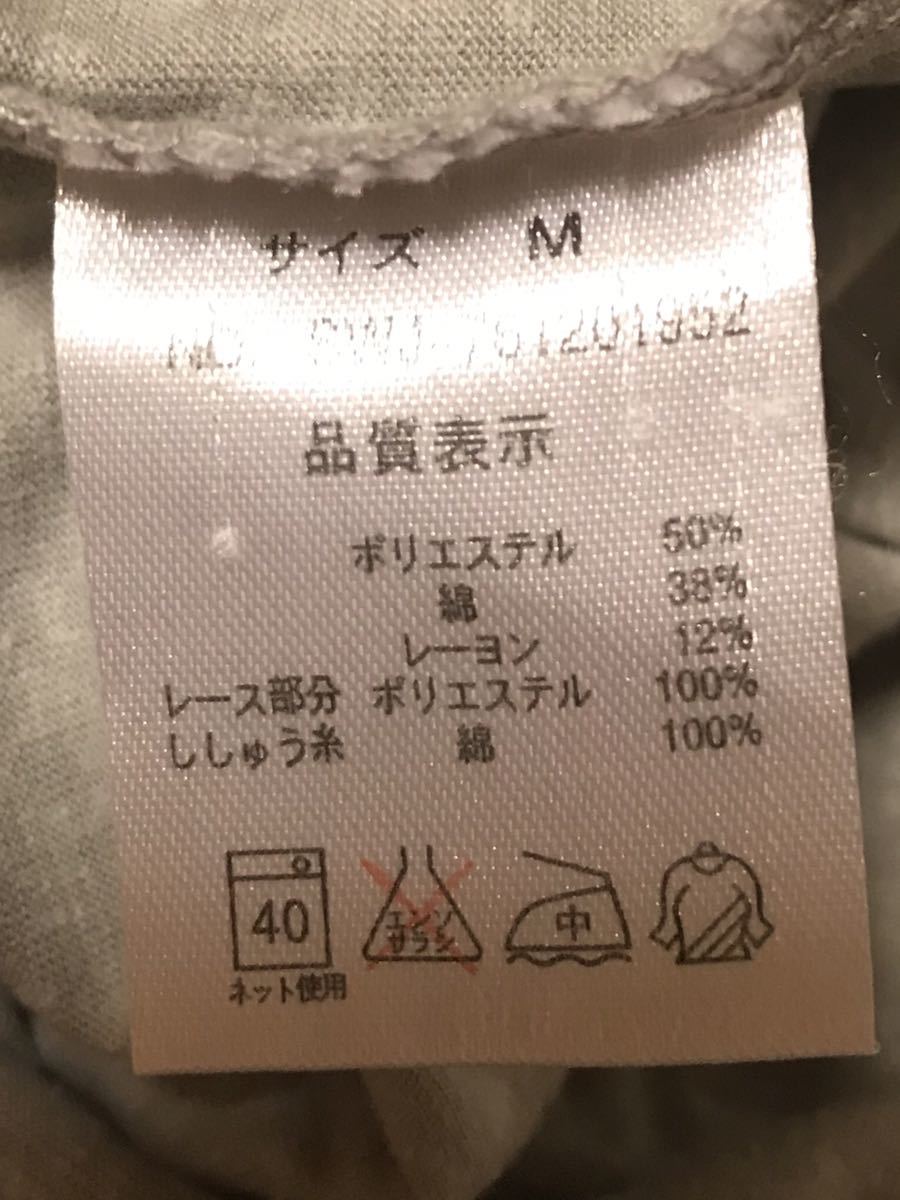 サイズ M
品質表示
ポリエステル 50%
綿 38%
レーヨン 12%
レース部分 ポリエステル 100%
ししゅう糸 綿 100%
40
エンソ
サラシ
中
ネット使用